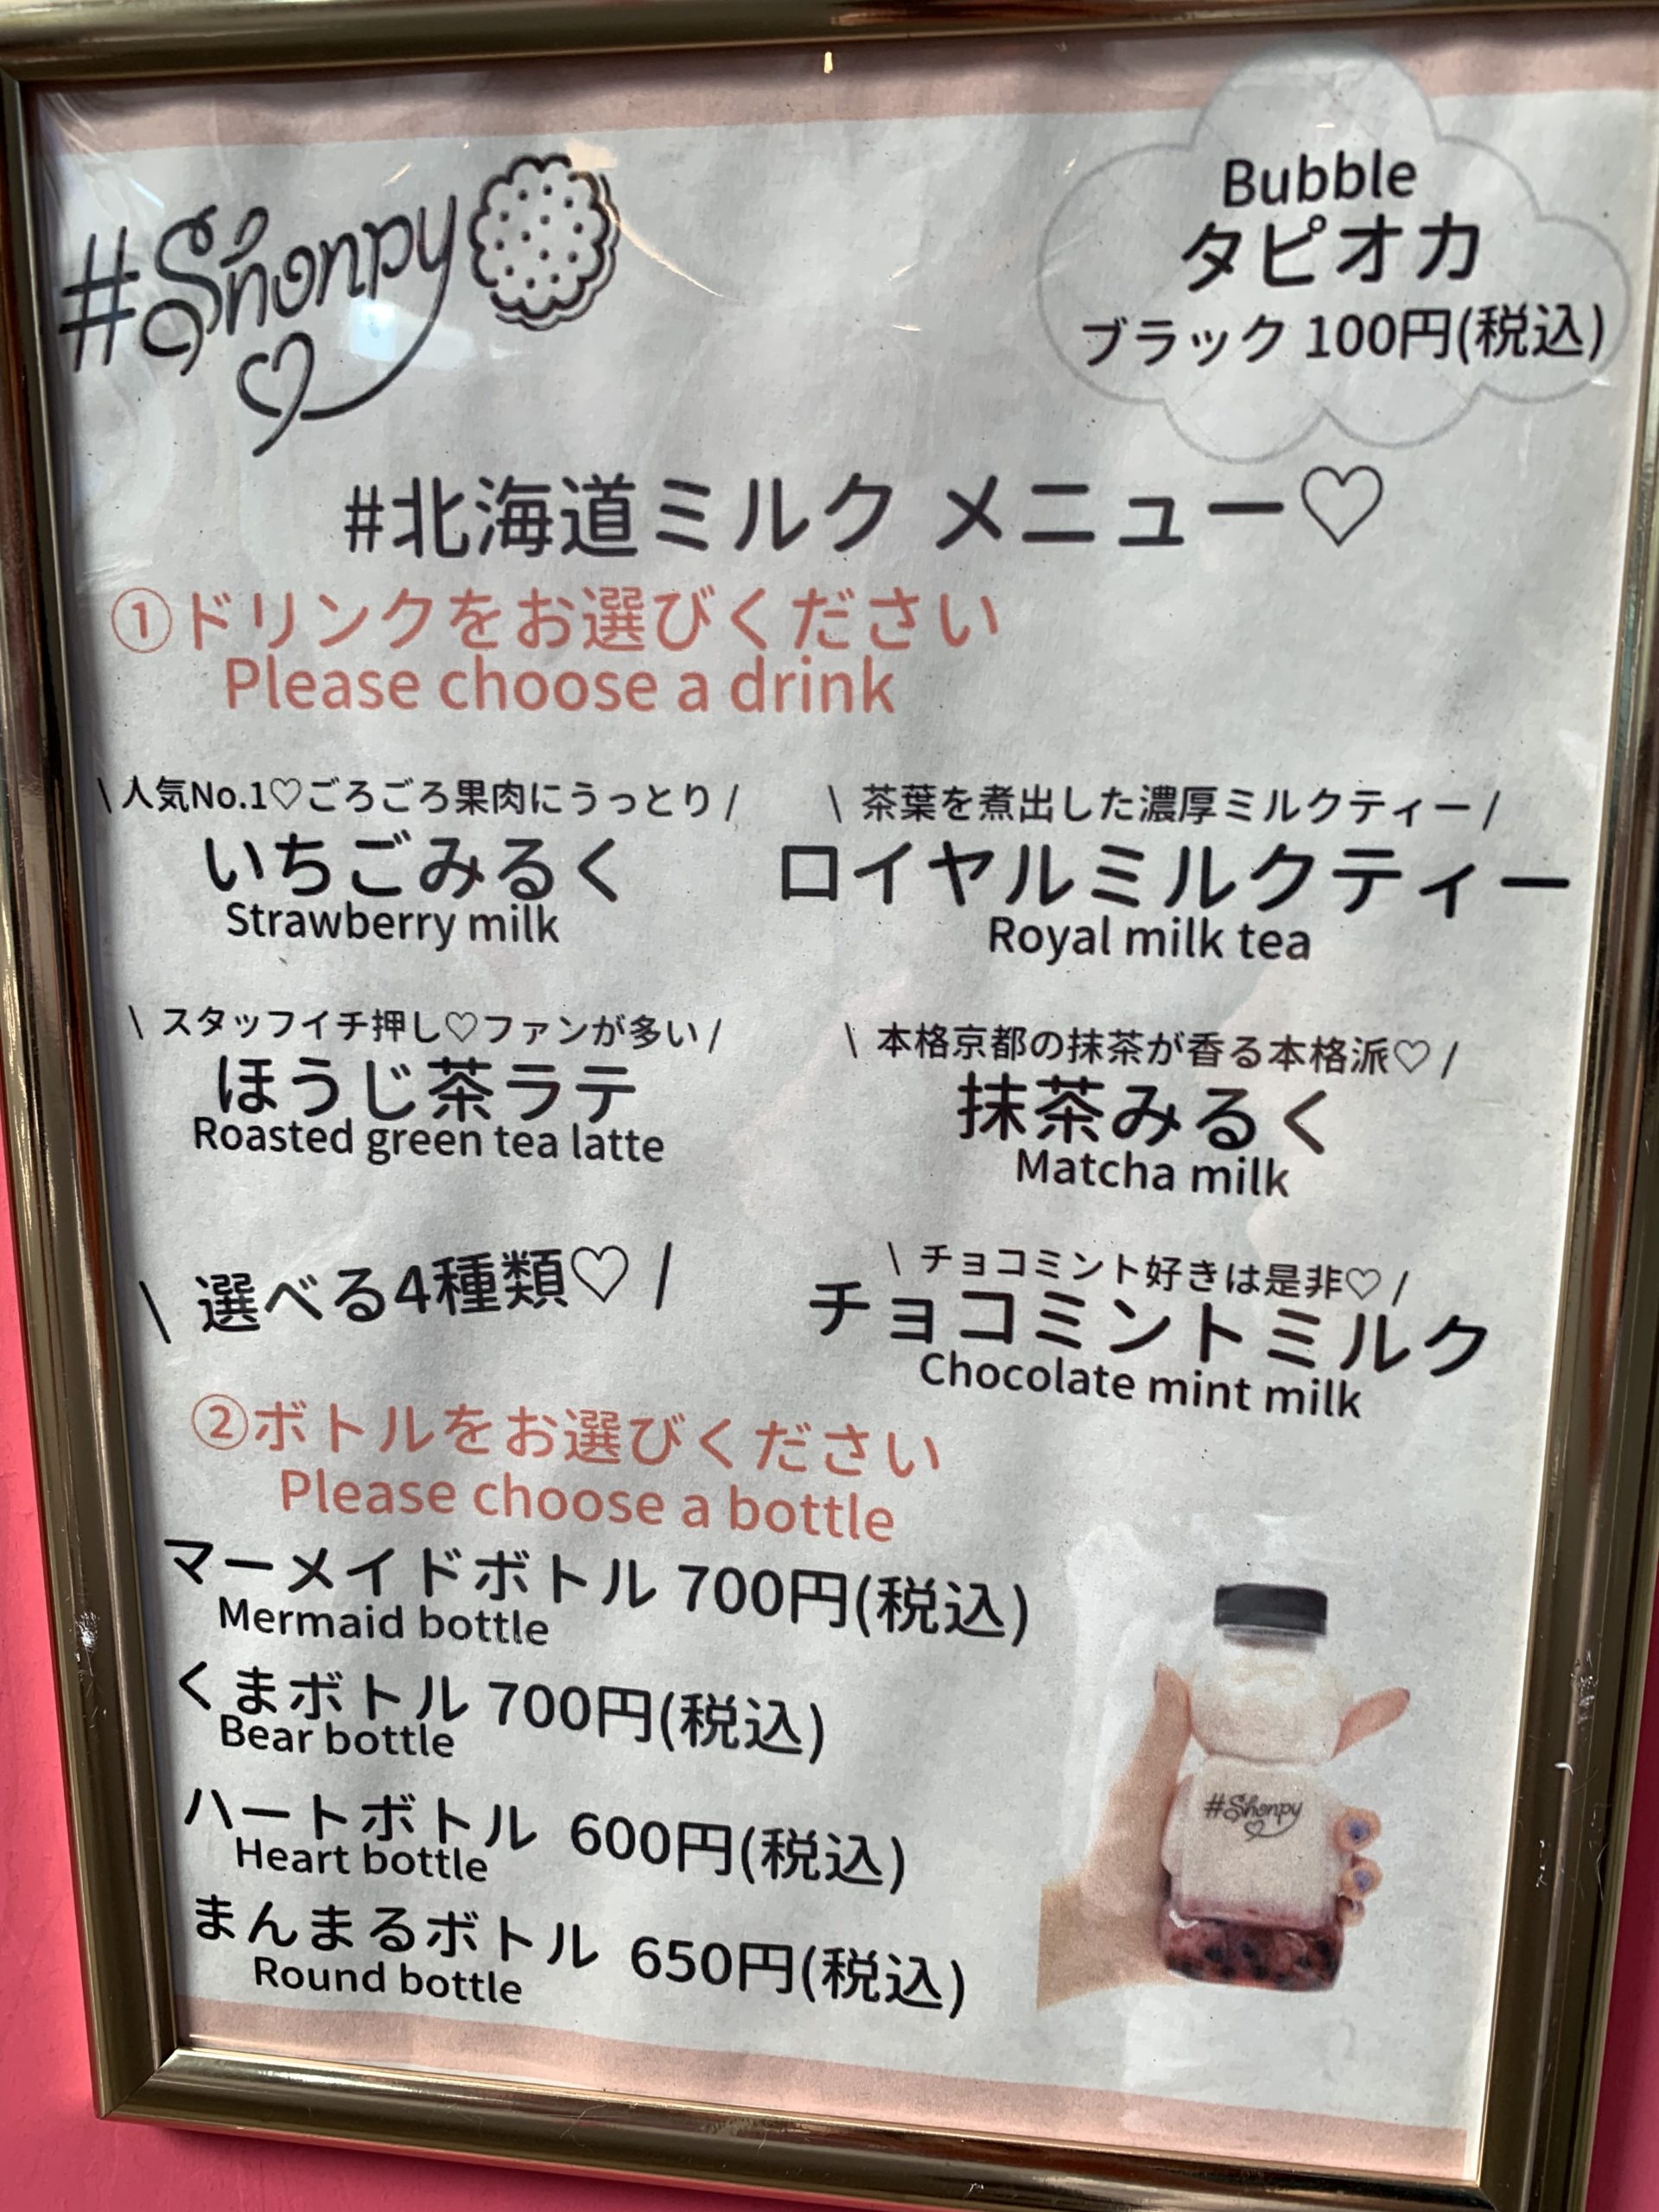 #Shonpy
Bubble
タピオカ
ブラック 100円(税込)
#北海道ミルク メニュー♡
①ドリンクをお選びください
Please choose a drink
\ 人気No.1♡ごろごろ果肉にうっとり /
いちごみるく
Strawberry milk
\ 茶葉を煮出した濃厚ミルクティー /
ロイヤルミルクティー
Royal milk tea
\ スタッフイチ押し♡ファンが多い /
ほうじ茶ラテ
Roasted green tea latte
\ 本格京都の抹茶が香る本格派♡ /
抹茶みるく
Matcha milk
\ チョコミント好きは是非♡ /
チョコミントミルク
Chocolate mint milk
\ 選べる4種類♡ /
②ボトルをお選びください
Please choose a bottle
マーメイドボトル 700円(税込)
Mermaid bottle
くまボトル 700円(税込)
Bear bottle
ハートボトル 600円(税込)
Heart bottle
まんまるボトル 650円(税込)
Round bottle
#Shonpy